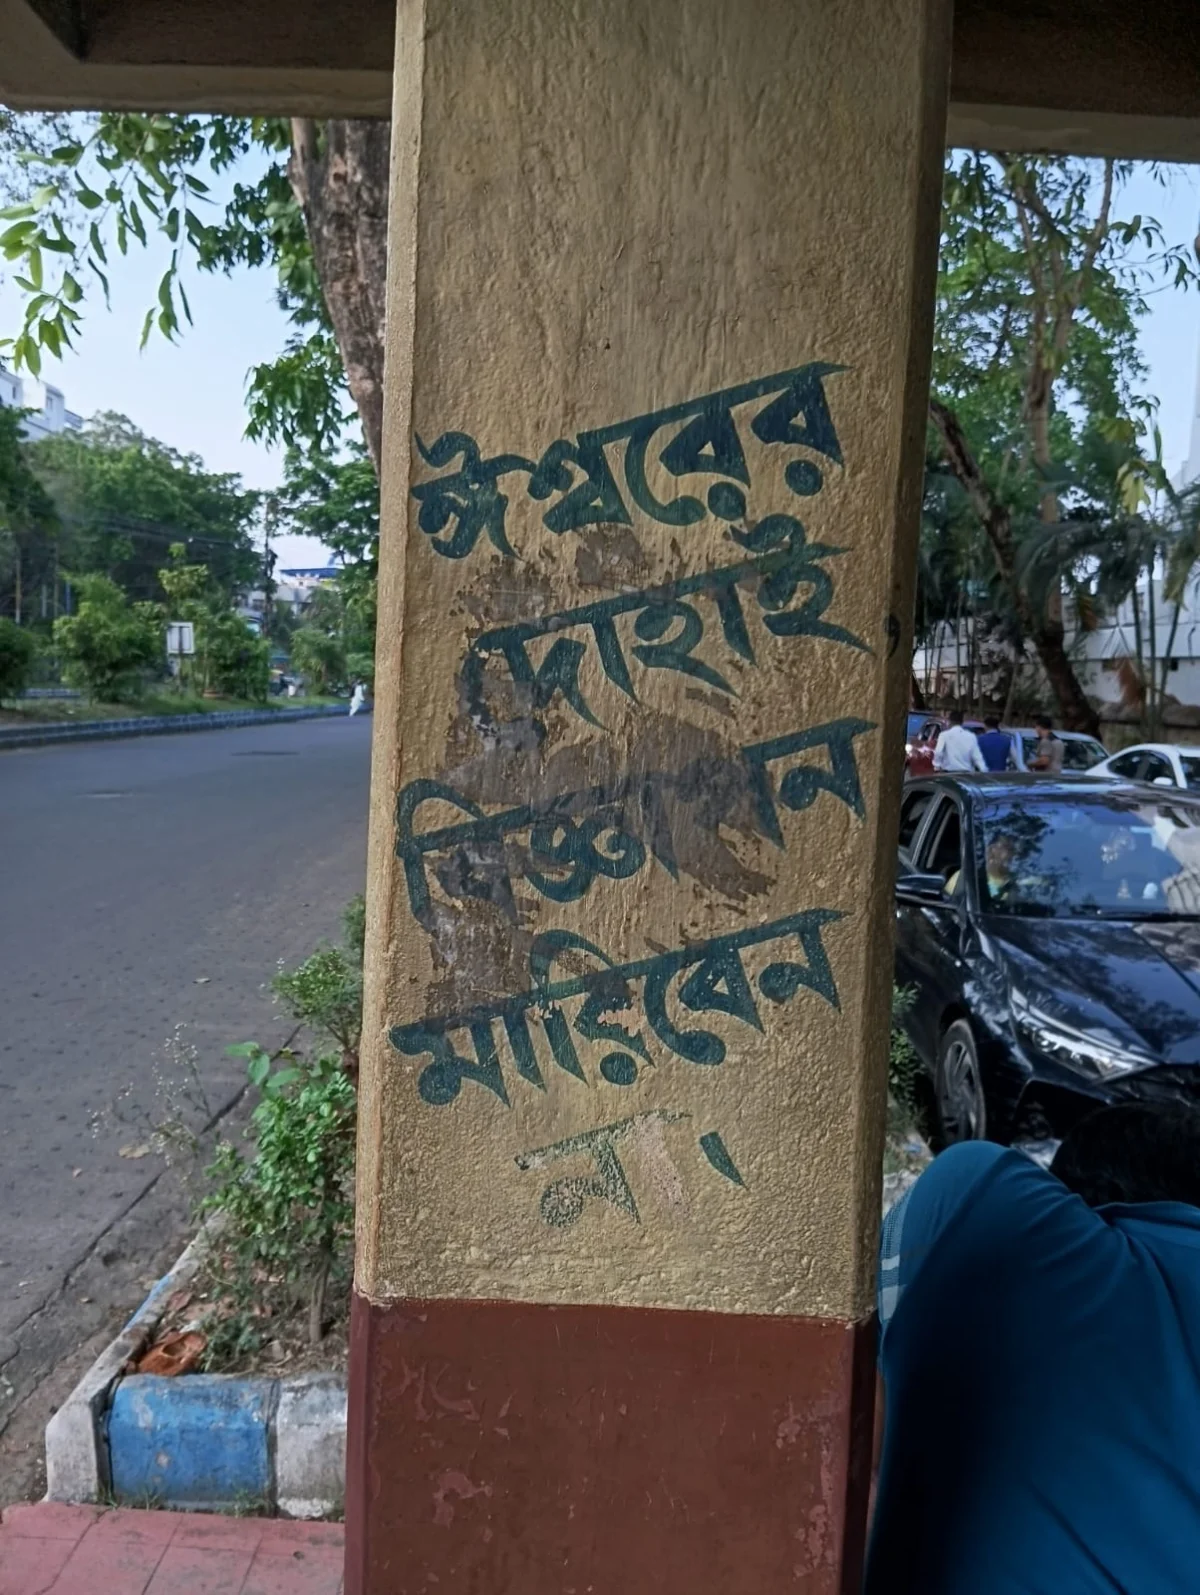 ঈশ্বরের
দোহাই,
বিজ্ঞাপন
মারিবেন
না।